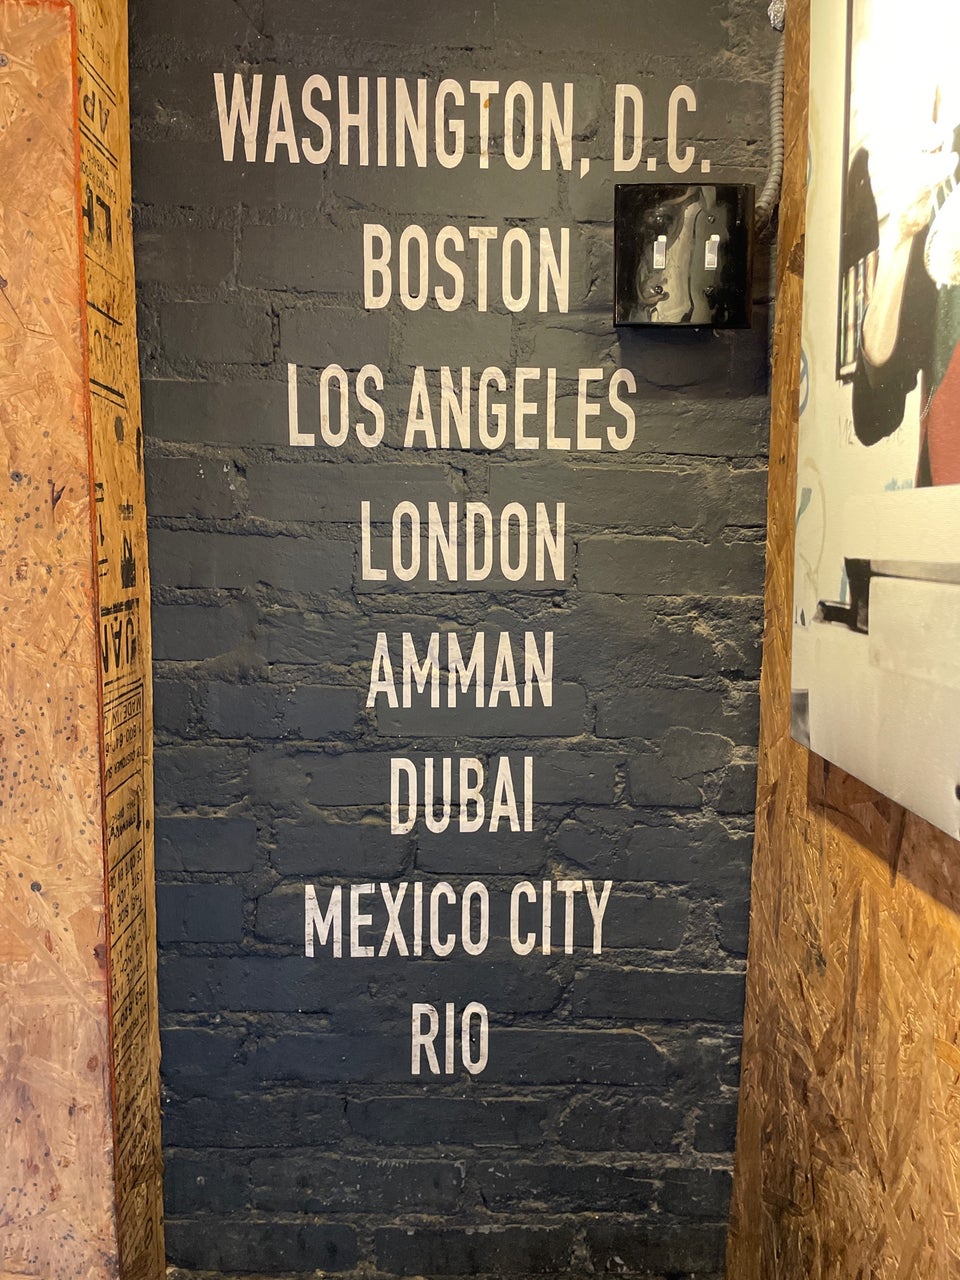 WASHINGTON, D.C.
BOSTON
LOS ANGELES
LONDON
AMMAN
DUBAI
MEXICO CITY
RIO